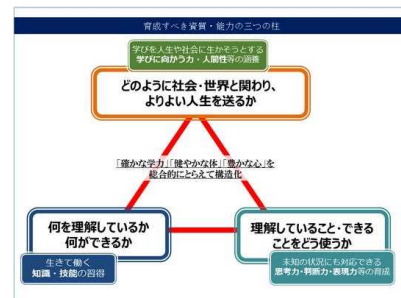 育成すべき資質・能力の三つの柱
学びを人生や社会に生かそうとする
学びに向かう力・人間性等の涵養
どのように社会・世界と関わり、
よりよい人生を送るか
「確かな学力」「健やかな体」「豊かな心」を
総合的にとらえて構造化
何を理解しているか
何ができるか
生きて働く
知識・技能の習得
理解していること・できる
ことをどう使うか
未知の状況にも対応できる
思考力・判断力・表現力等の育成